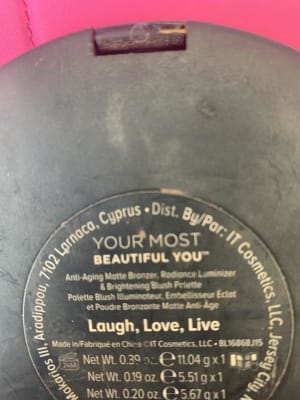 Makarios III, Aradippou, 7102 Larnaca, Cyprus • Dist. By/Par: IT Cosmetics, LLC, Jersey City,
YOUR MOST
BEAUTIFUL YOU™
Anti-Aging Matte Bronzer, Radiance Luminizer
& Brightening Blush Palette
Palette Blush Illuminateur, Embellisseur Éclat
et Poudre Bronzante Matte Anti-Âge
Laugh, Love, Live
Made in/Fabriqué en China ©IT Cosmetics, LLC • BL16868J15
24M
Net Wt. 0.39 oz. ℮ 11.04 g x 1
Net Wt. 0.19 oz. ℮ 5.51 g x 1
Net Wt. 0.20 oz. ℮ 5.67 g x 1